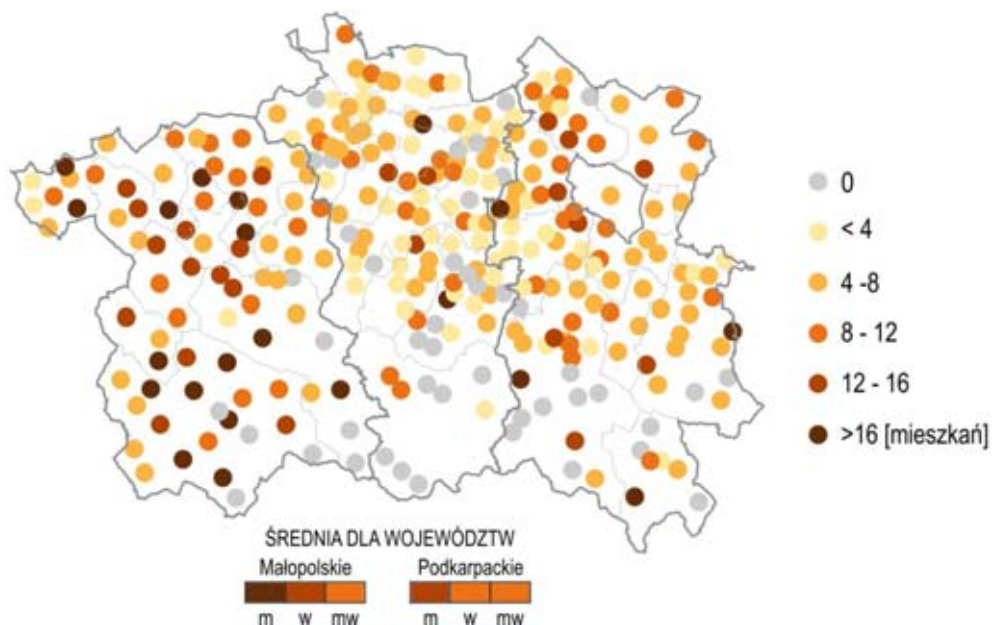 0
< 4
4 -8
8 - 12
12 - 16
>16 [mieszkań]
ŚREDNIA DLA WOJEWÓDZTW
Małopolskie Podkarpackie
m w mw m w mw